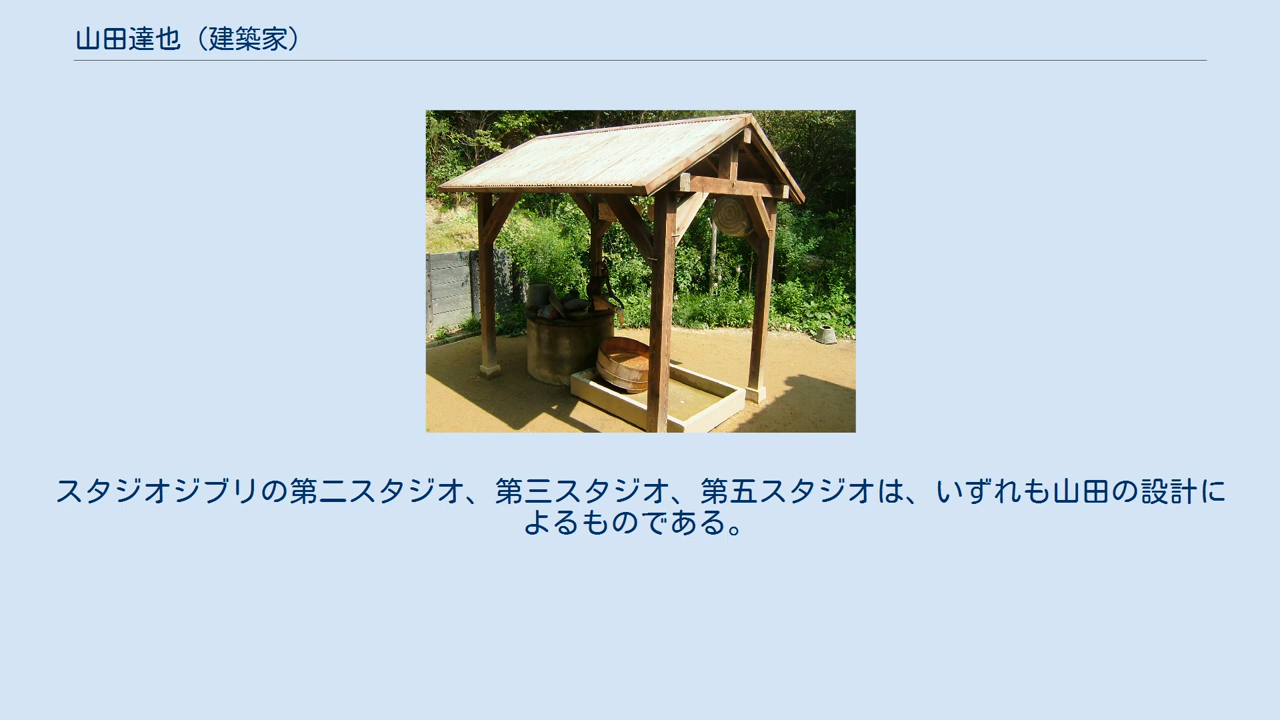 山田達也（建築家）
スタジオジブリの第二スタジオ、第三スタジオ、第五スタジオは、いずれも山田の設計に
よるものである。